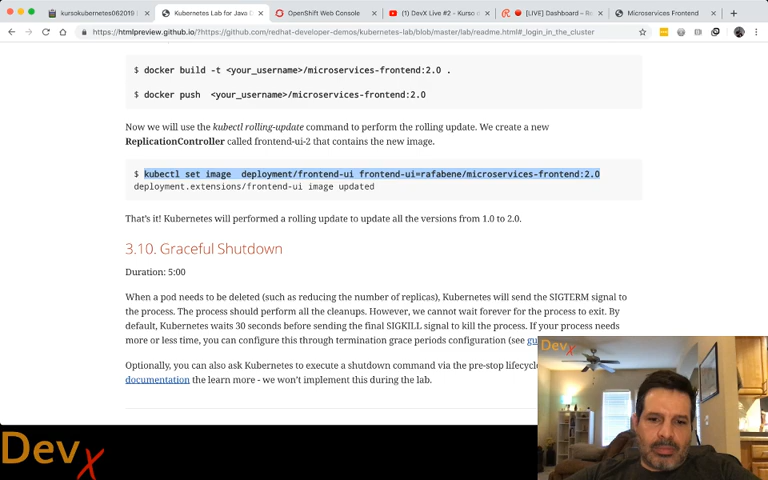 kursokubernetes062019 |
Kubernetes Lab for Java D
OpenShift Web Console
(1) DevX Live #2 - Kurso
[LIVE] Dashboard - Re
Microservices Frontend
https://htmlpreview.github.io/?https://github.com/redhat-developer-demos/kubernetes-lab/blob/master/lab/readme.html#_login_in_the_cluster
$ docker build -t <your_username>/microservices-frontend:2.0 .
$ docker push <your_username>/microservices-frontend:2.0
Now we will use the kubectl rolling-update command to perform the rolling update. We create a new
ReplicationController called frontend-ui-2 that contains the new image.
$ kubectl set image deployment/frontend-ui frontend-ui=rafabene/microservices-frontend:2.0
deployment.extensions/frontend-ui image updated
That's it! Kubernetes will performed a rolling update to update all the versions from 1.0 to 2.0.
3.10. Graceful Shutdown
Duration: 5:00
When a pod needs to be deleted (such as reducing the number of replicas), Kubernetes will send the SIGTERM signal to
the process. The process should perform all the cleanups. However, we cannot wait forever for the process to exit. By
default, Kubernetes waits 30 seconds before sending the final SIGKILL signal to kill the process. If your process needs
more or less time, you can configure this through termination grace periods configuration (see gu
Optionally, you can also ask Kubernetes to execute a shutdown command via the pre-stop lifecyc
documentation the learn more - we won't implement this during the lab.
Devx
Devx